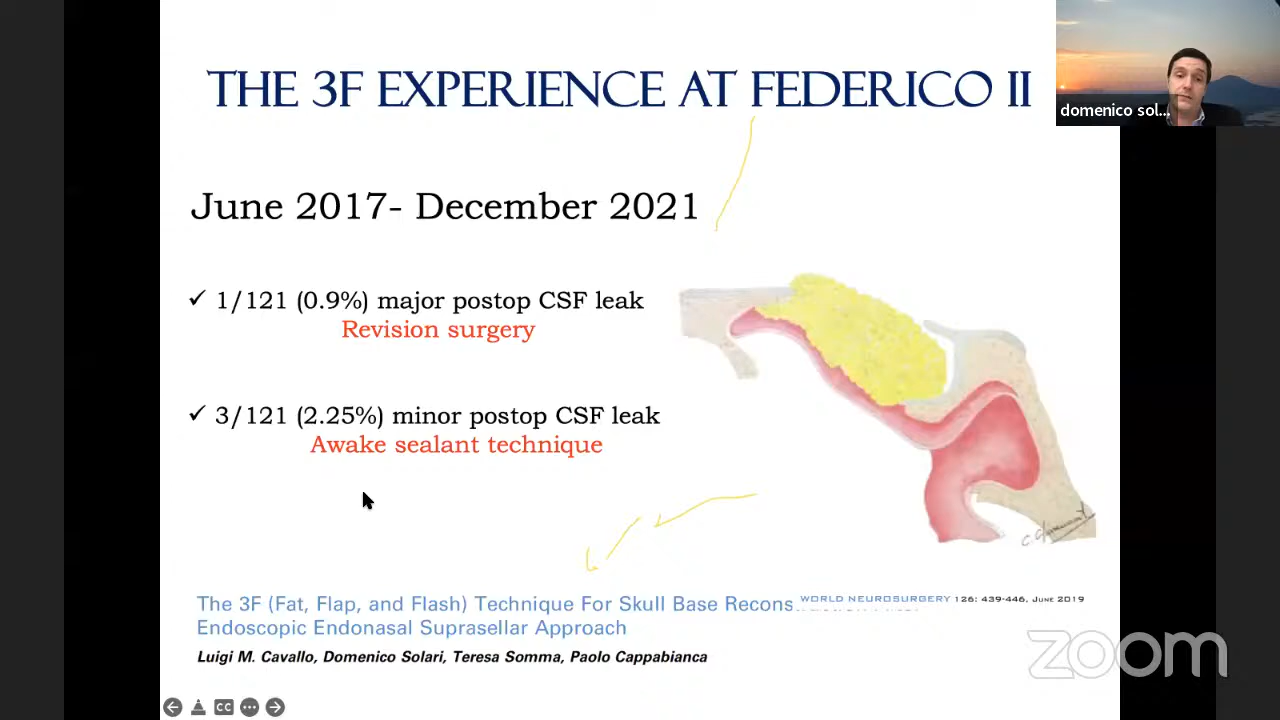 THE 3F EXPERIENCE AT FEDERICO II
domenico sol...
June 2017- December 2021
✓ 1/121 (0.9%) major postop CSF leak
Revision surgery
✓ 3/121 (2.25%) minor postop CSF leak
Awake sealant technique
The 3F (Fat, Flap, and Flash) Technique For Skull Base Recons
WORLD NEUROSURGERY 126: 439-446, JUNE 2019
Endoscopic Endonasal Suprasellar Approach
Luigi M. Cavallo, Domenico Solari, Teresa Somma, Paolo Cappabianca
zoom
CC